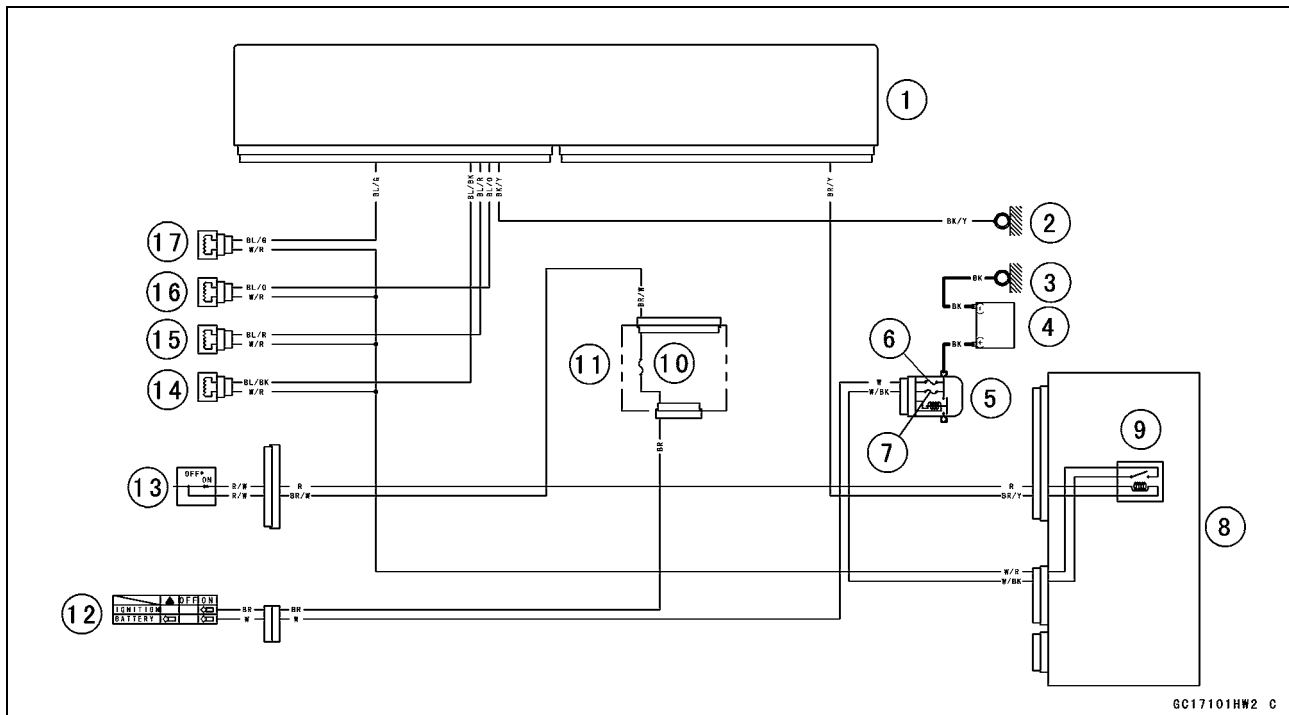 1
BL/G
BL/BK
BL/R
BL/O
BK/Y
BR/Y
17
BL/G
W/R
BK/Y
2
16
BL/O
W/R
BR/W
BK
3
15
BL/R
W/R
11
10
6
BK
4
BK
14
BL/BK
W/R
W
W/BK
5
7
9
13
OFF*
ON
R/W
R/W
R
BR/W
R
BR/Y
8
W/R
W/BK
BR
12
OFF ON
IGNITION
BATTERY
BR
W
BR
W
GC17101HW2 C